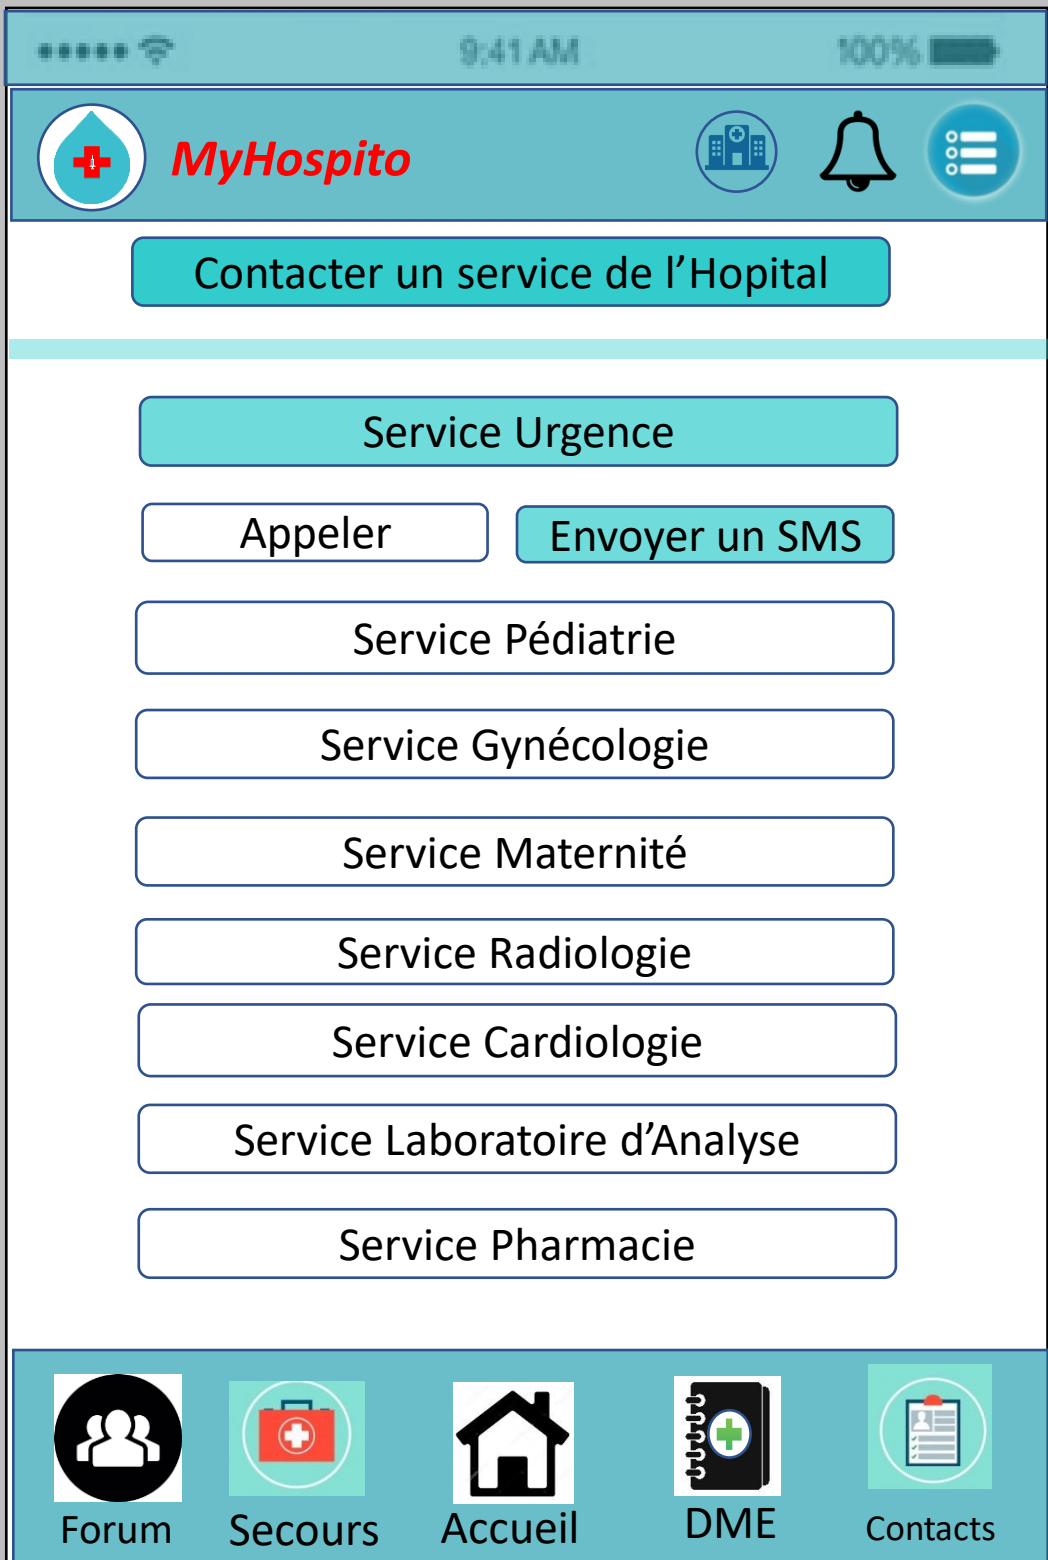 9:41 AM
100%
MyHospito
Contacter un service de l’Hopital
Service Urgence
Appeler
Envoyer un SMS
Service Pédiatrie
Service Gynécologie
Service Maternité
Service Radiologie
Service Cardiologie
Service Laboratoire d’Analyse
Service Pharmacie
Forum
Secours
Accueil
DME
Contacts